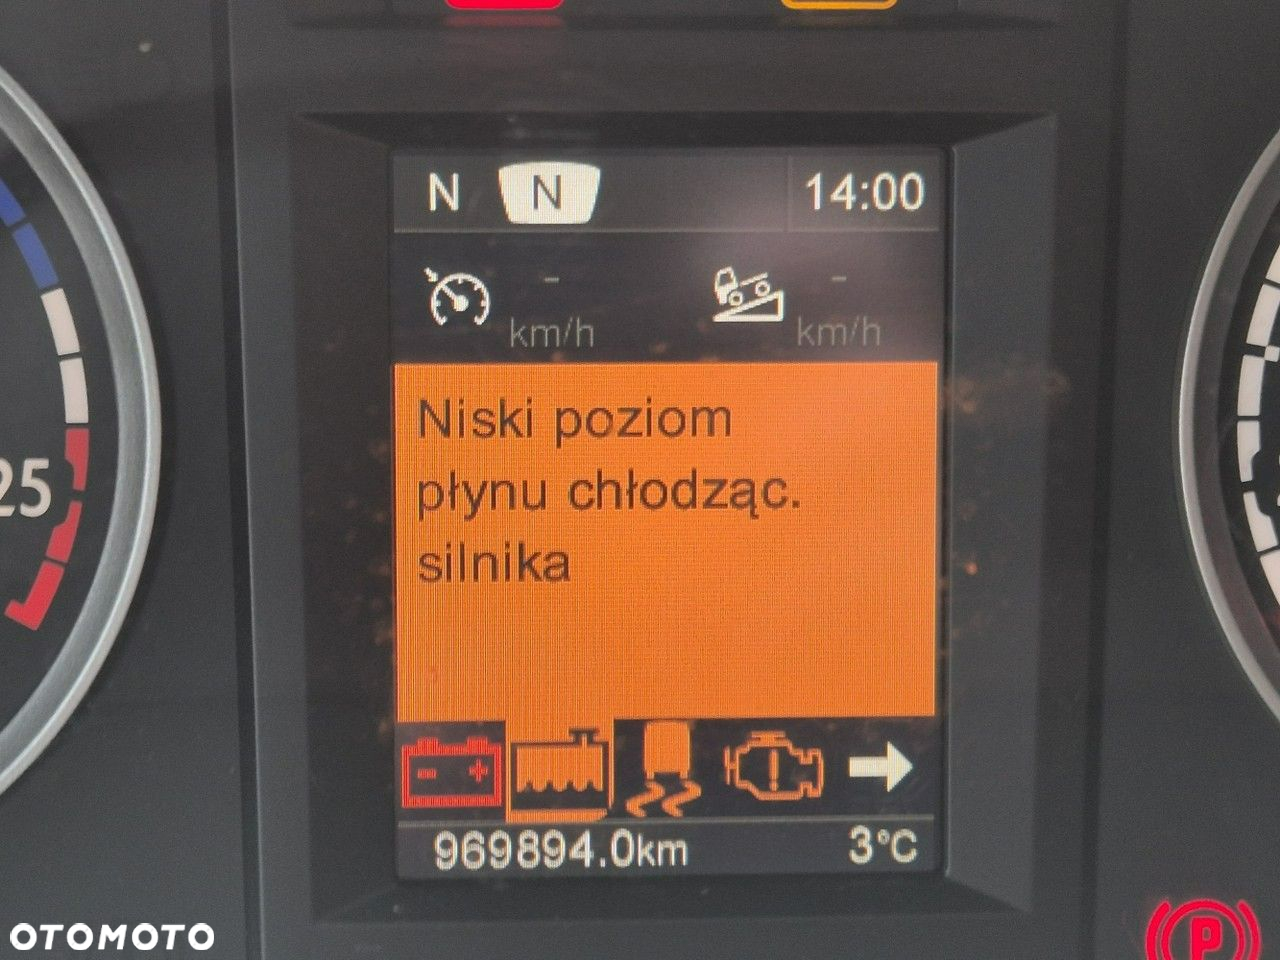 N N 14:00
- -
km/h km/h
Niski poziom
płynu chłodząc.
silnika
25
- +
969894.0km 3°C
P
OTOMOTO